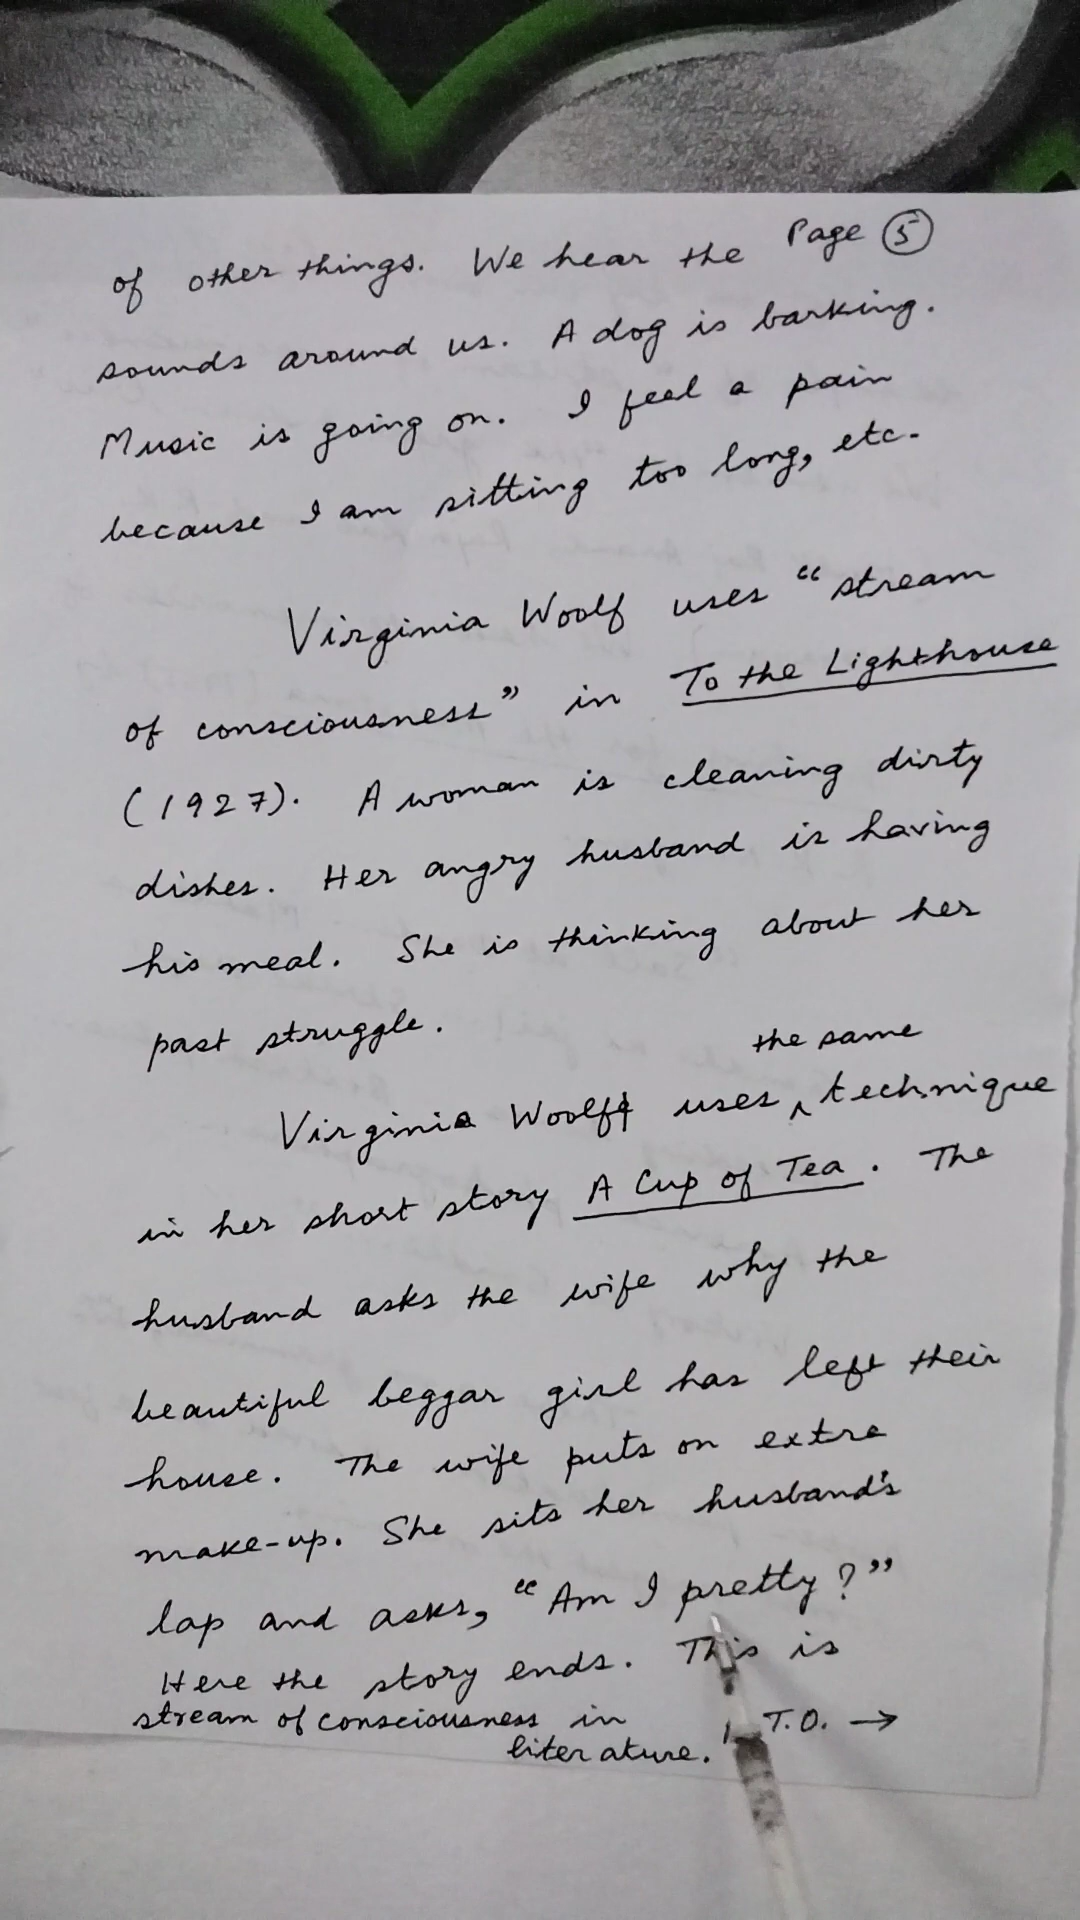 Page 5
of other things. We hear the
sounds around us. A dog is barking.
Music is going on. I feel a pain
because I am sitting too long, etc.
Virginia Woolf uses "stream
of consciousness" in To the Lighthouse
(1927). A woman is cleaning dirty
dishes. Her angry husband is having
his meal. She is thinking about her
past struggle.
the same
Virginia Woolf uses ^ technique
in her short story A Cup of Tea. The
husband asks the wife why the
beautiful beggar girl has left their
house. The wife puts on extra
make-up. She sits her husband's
lap and asks, "Am I pretty?"
Here the story ends. This is
stream of consciousness in
literature.
T.O. →